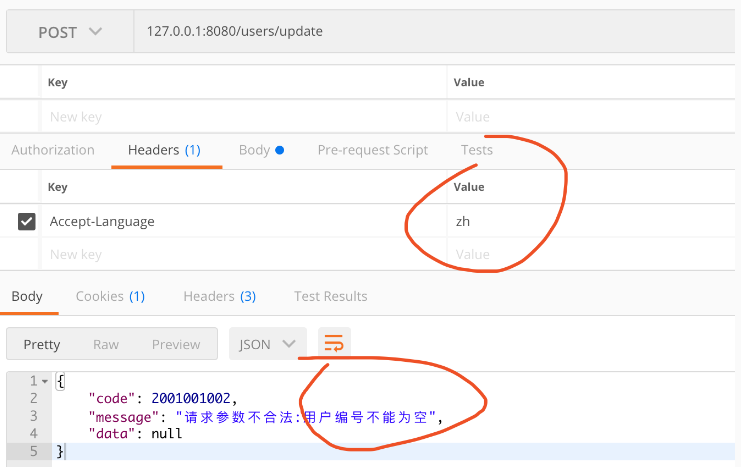 POST 127.0.0.1:8080/users/update
Key Value
New key Value
Authorization Headers (1) Body Pre-request Script Tests
Key Value
Accept-Language zh
New key Value
Body Cookies (1) Headers (3) Test Results
Pretty Raw Preview JSON
1 {
2 "code": 2001001002,
3 "message": "请求参数不合法:用户编号不能为空",
4 "data": null
5 }